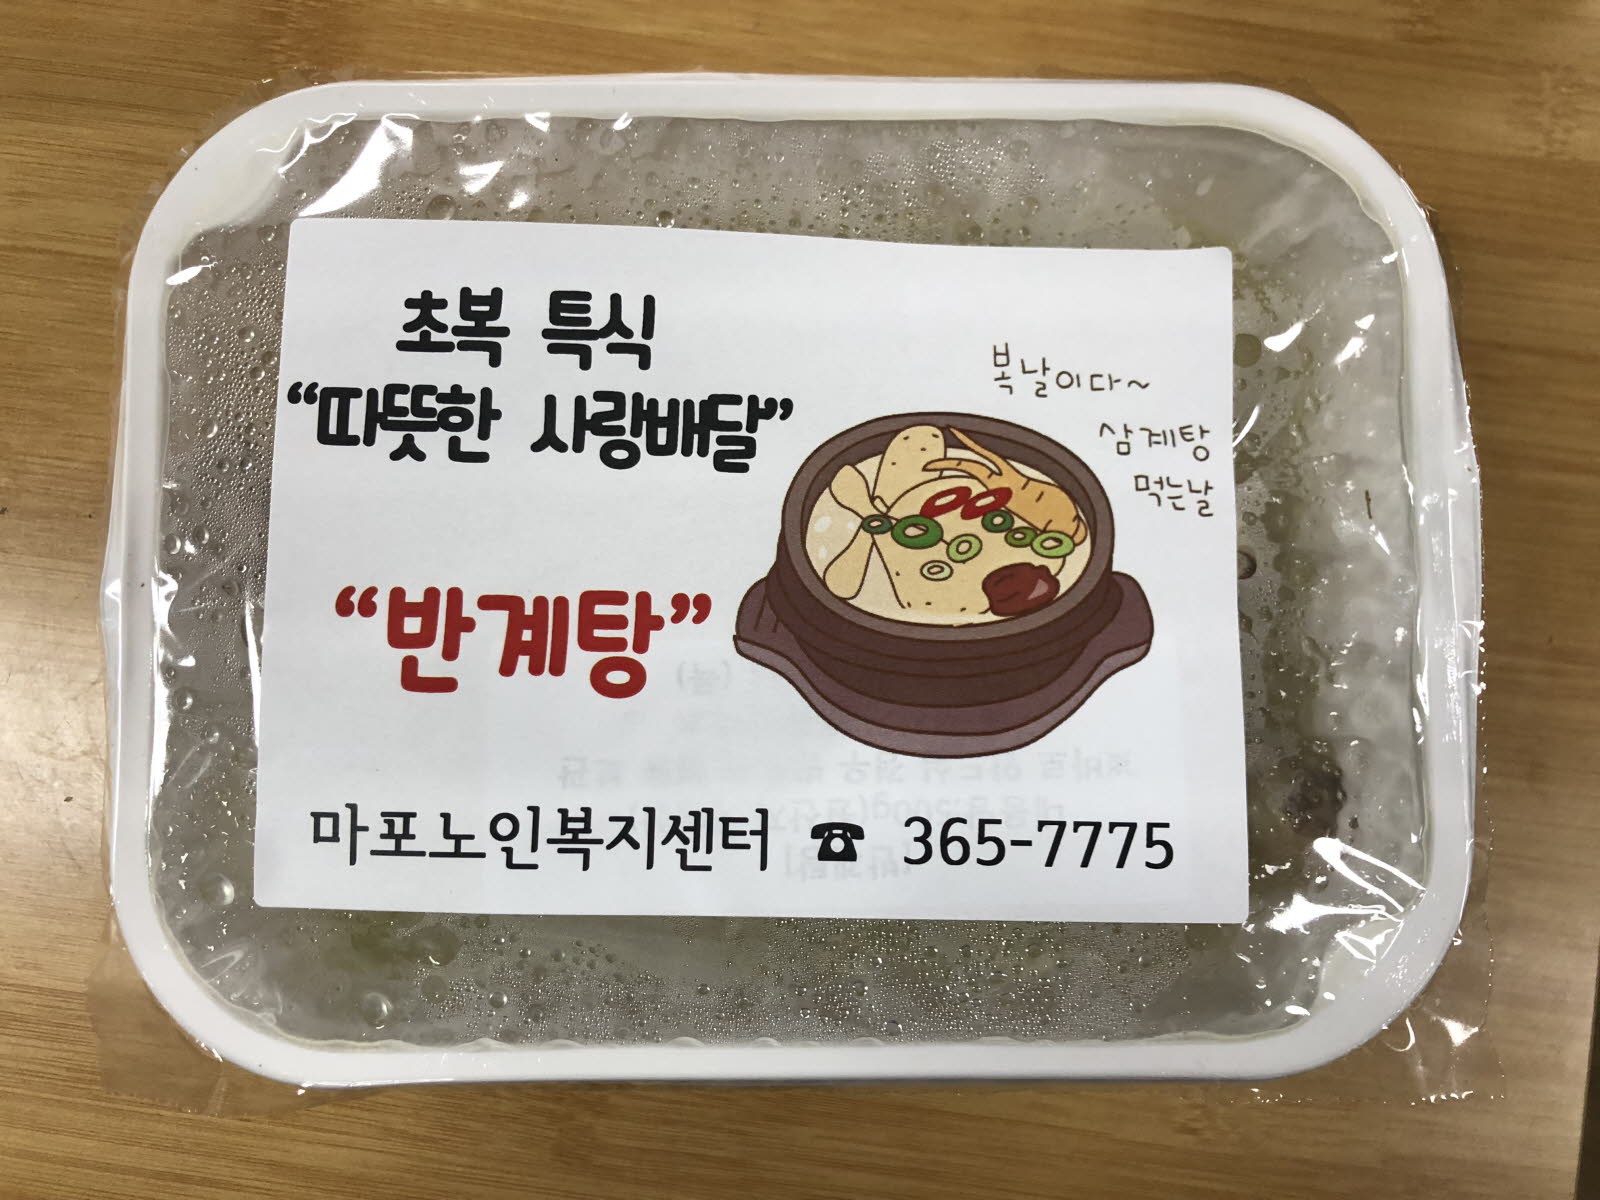 초복 특식
“따뜻한 사랑배달”
복날이다~
삼계탕
먹는날
“반계탕”
마포노인복지센터 ☎ 365-7775